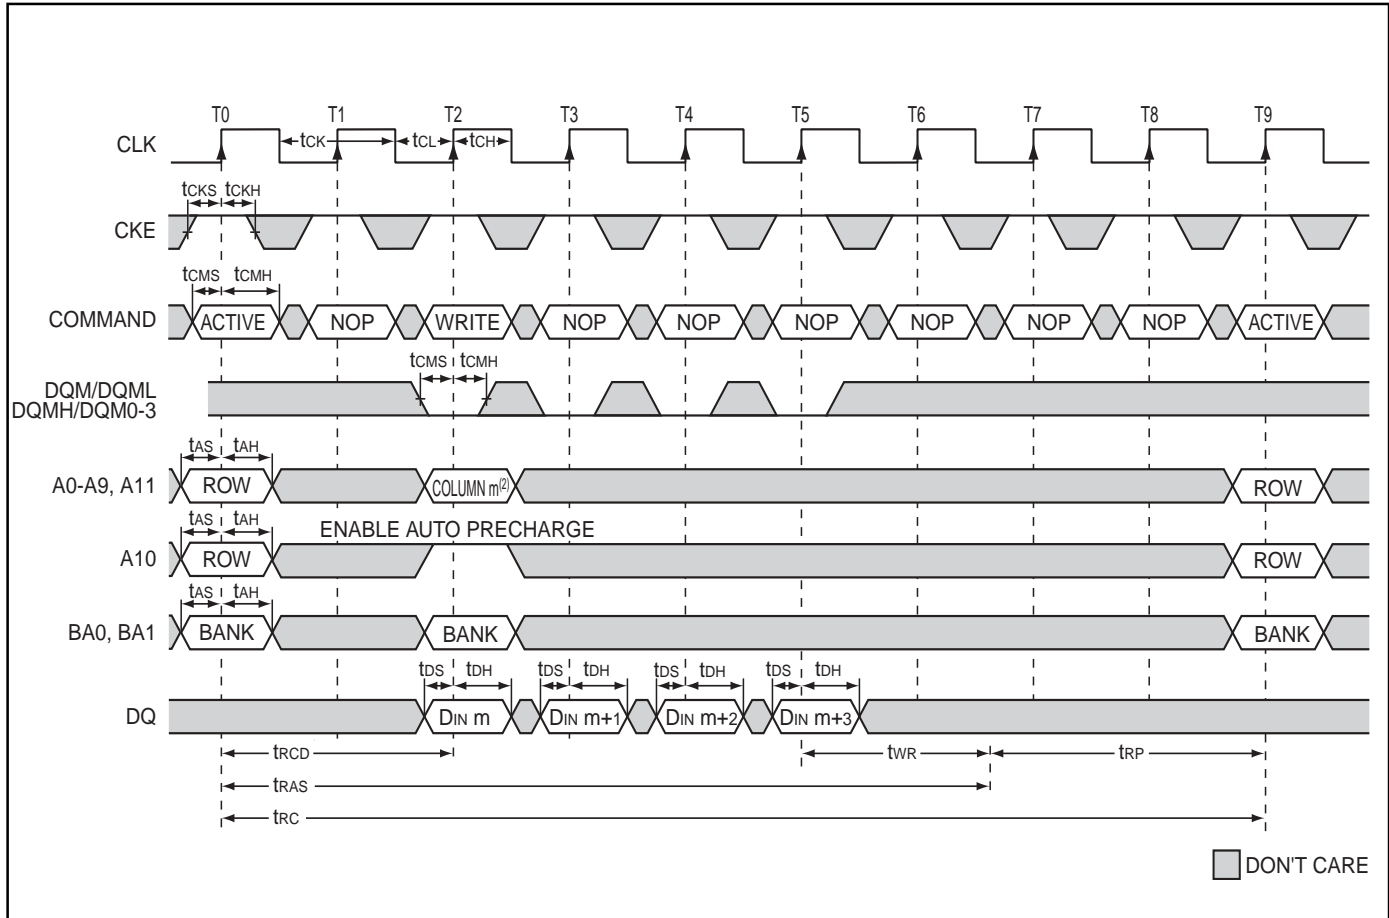 T0 T1 T2 T3 T4 T5 T6 T7 T8 T9
CLK tCK tCL tCH
tCKS tCKH
CKE
tCMS tCMH
COMMAND ACTIVE NOP WRITE NOP NOP NOP NOP NOP NOP ACTIVE
tCMS tCMH
DQM/DQML
DQMH/DQM0-3
tAS tAH
A0-A9, A11 ROW COLUMN m(2) ROW
tAS tAH ENABLE AUTO PRECHARGE
A10 ROW ROW
tAS tAH
BA0, BA1 BANK BANK BANK
tDS tDH tDS tDH tDS tDH tDS tDH
DQ DIN m DIN m+1 DIN m+2 DIN m+3
tRCD tWR tRP
tRAS
tRC
DON'T CARE